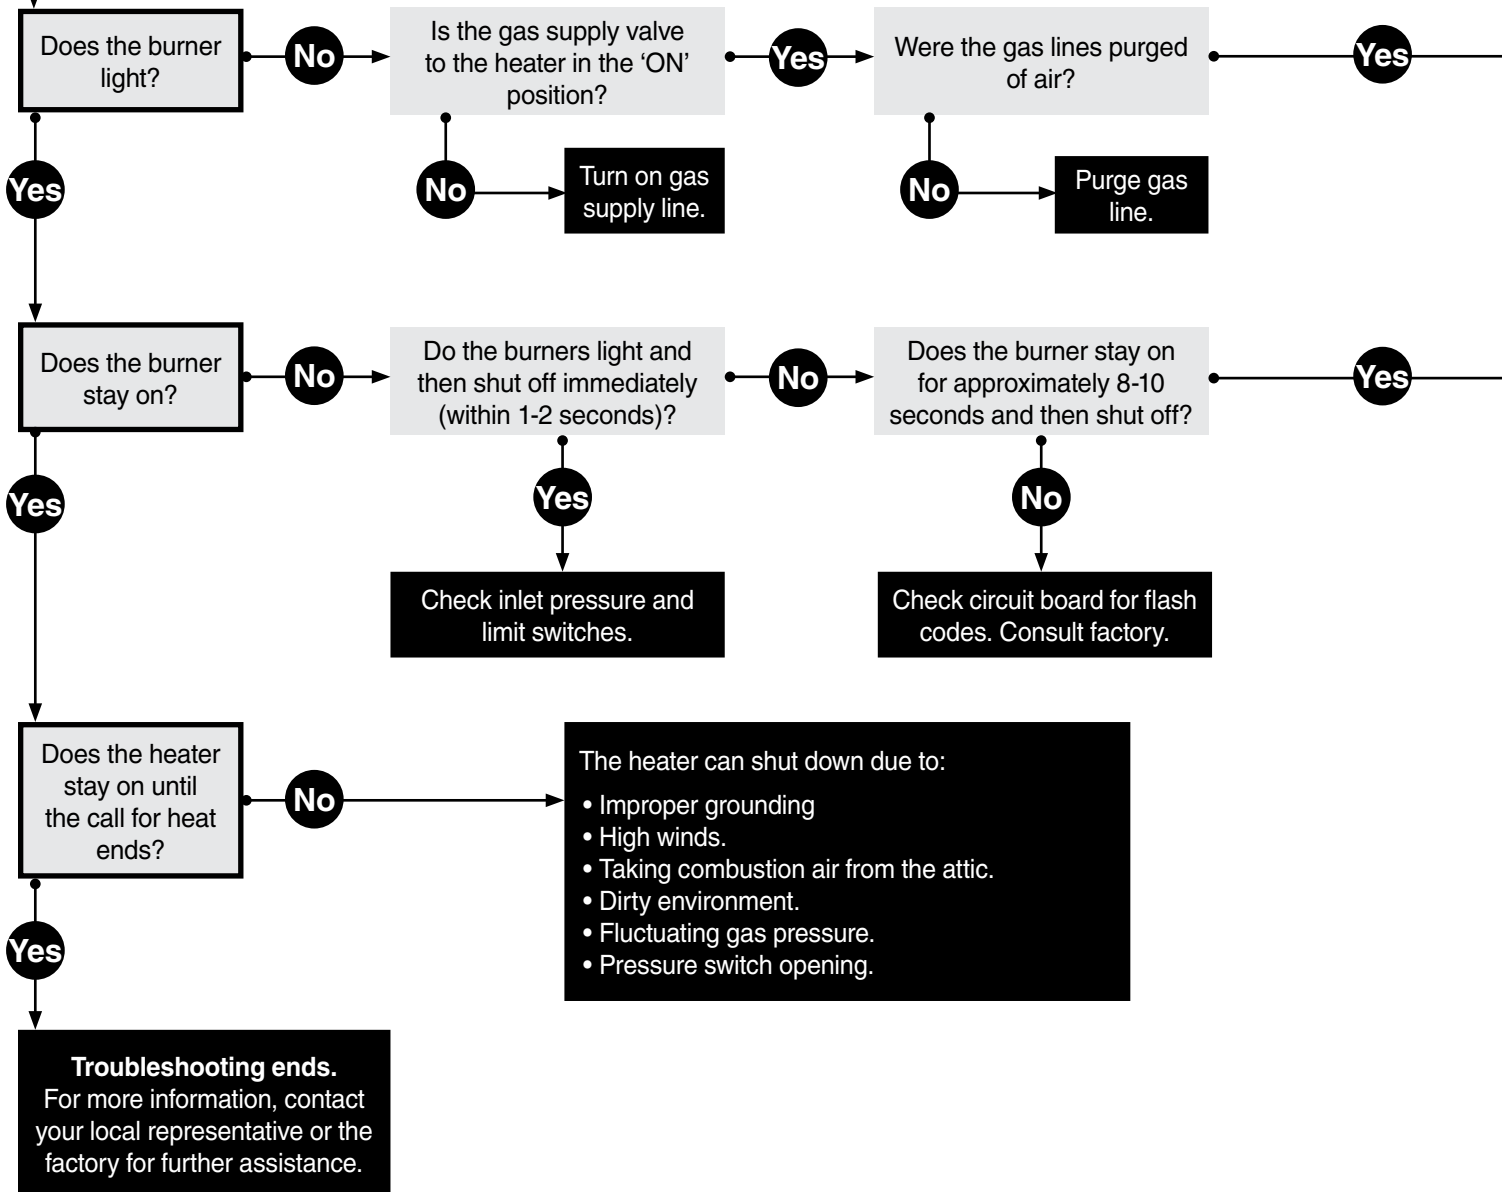 Does the burner
light?
No
Is the gas supply valve
to the heater in the ‘ON’
position?
Yes
Were the gas lines purged
of air?
Yes
Yes
No
Turn on gas
supply line.
No
Purge gas
line.
Does the burner
stay on?
No
Do the burners light and
then shut off immediately
(within 1-2 seconds)?
No
Does the burner stay on
for approximately 8-10
seconds and then shut off?
Yes
Yes
Yes
Check inlet pressure and
limit switches.
No
Check circuit board for flash
codes. Consult factory.
Does the heater
stay on until
the call for heat
ends?
No
The heater can shut down due to:
• Improper grounding
• High winds.
• Taking combustion air from the attic.
• Dirty environment.
• Fluctuating gas pressure.
• Pressure switch opening.
Yes
Troubleshooting ends.
For more information, contact
your local representative or the
factory for further assistance.